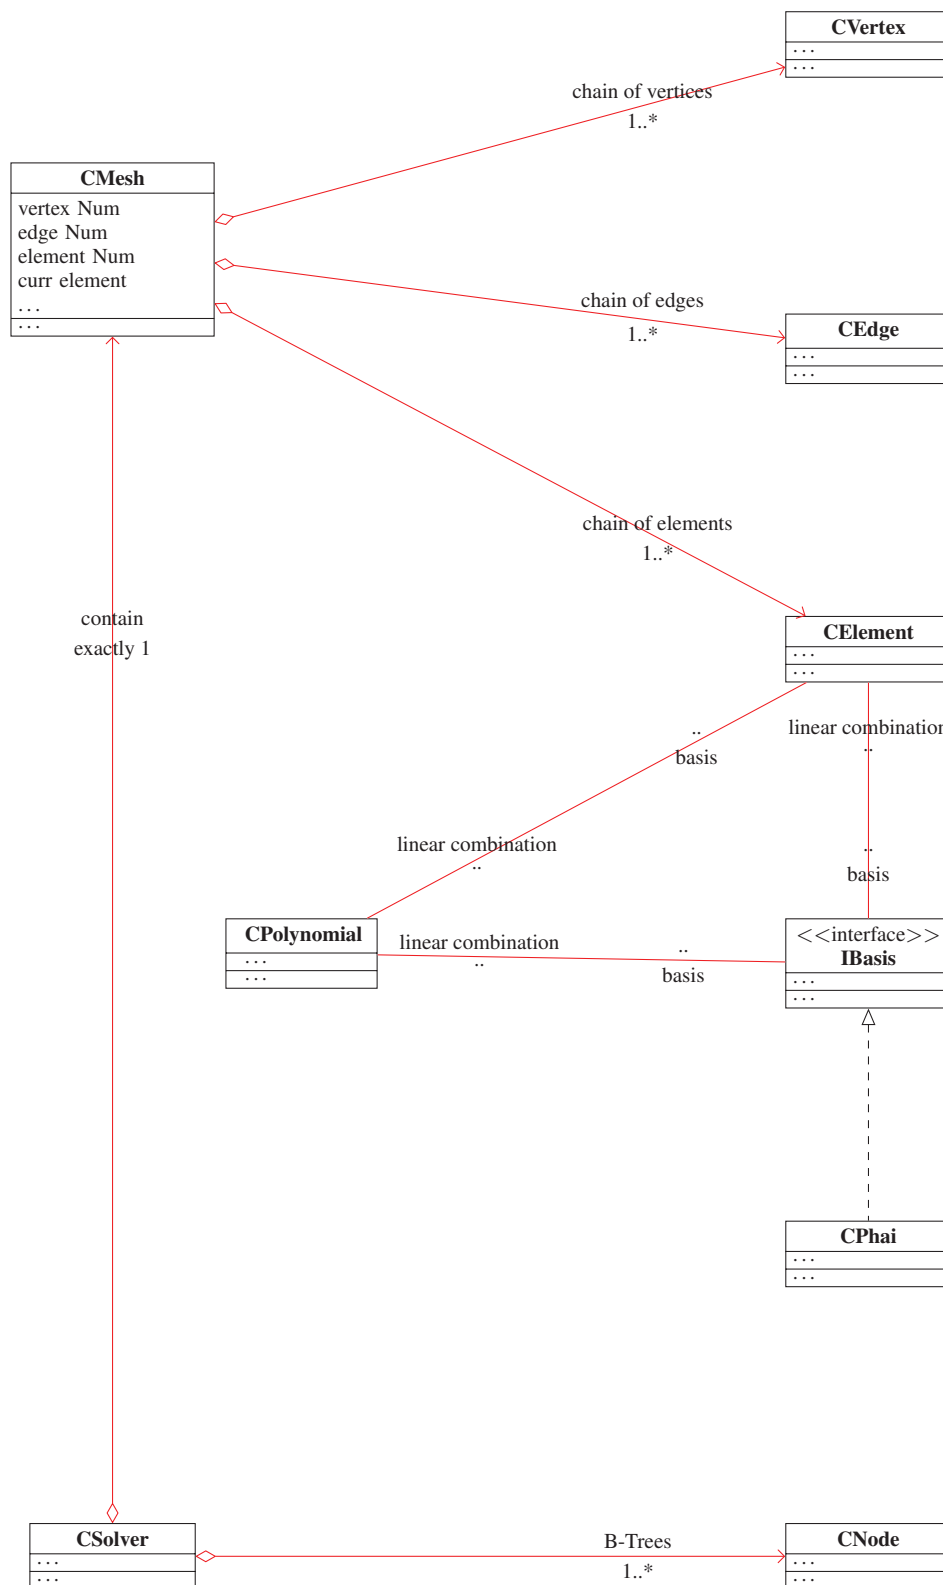 CVertex
...
...
chain of vertices
1..*
CMesh
vertex Num
edge Num
element Num
curr element
...
...
chain of edges
1..*
CEdge
...
...
chain of elements
1..*
contain
exactly 1
CElement
...
...
..
basis
linear combination
..
linear combination
..
..
basis
CPolynomial
...
...
linear combination
..
..
basis
<<interface>>
IBasis
...
...
CPhai
...
...
CSolver
...
...
B-Trees
1..*
CNode
...
...